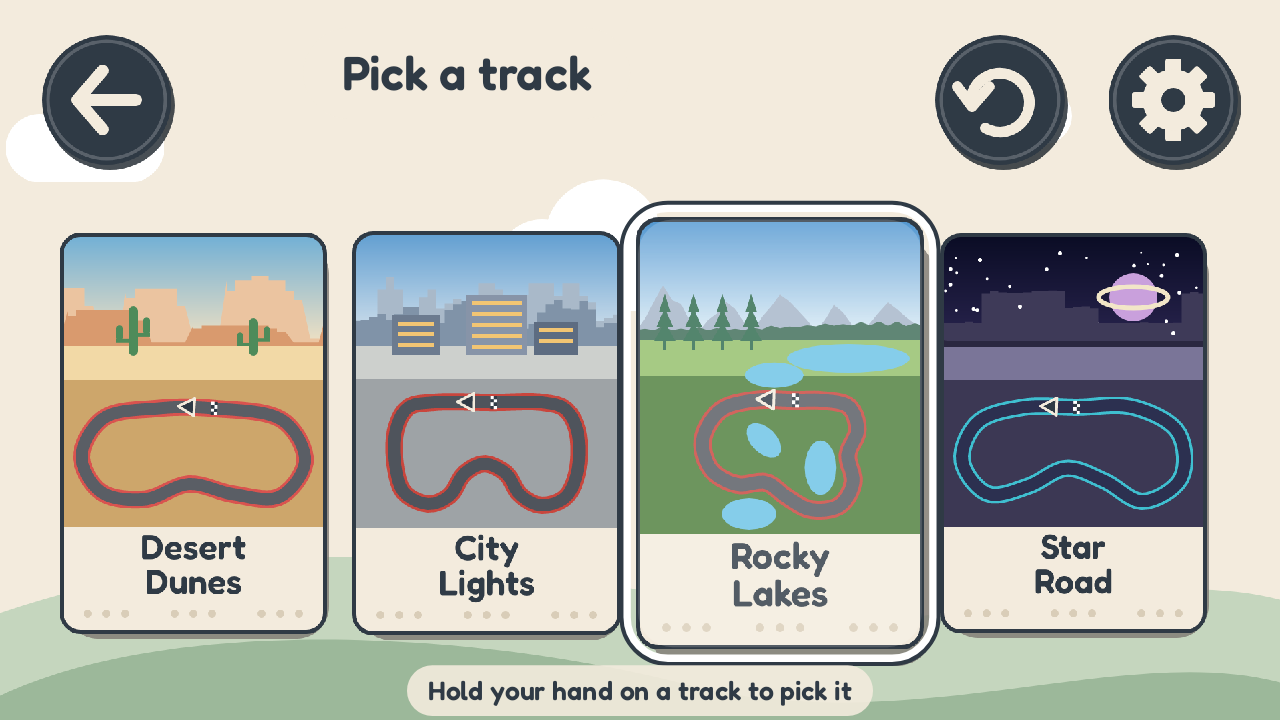 Pick a track
Desert
Dunes
City
Lights
Rocky
Lakes
Star
Road
Hold your hand on a track to pick it